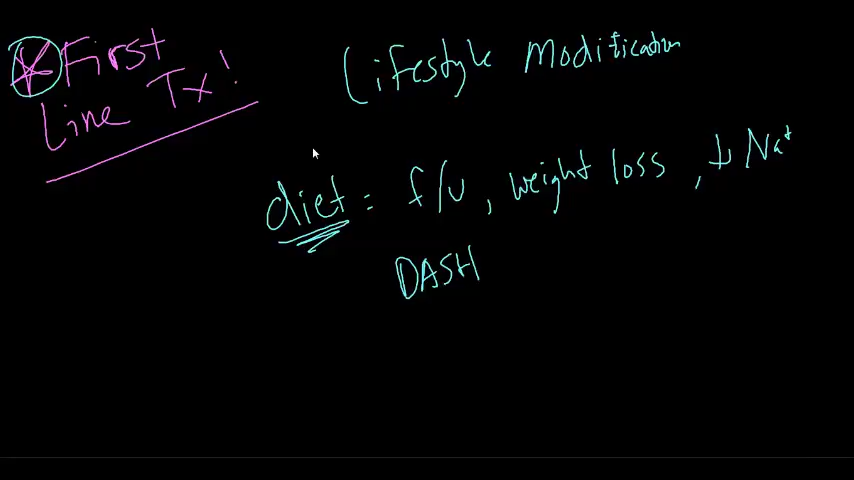 First
Line Tx!
Lifestyle Modification
diet: f/v, weight loss, ↓ Na+
DASH